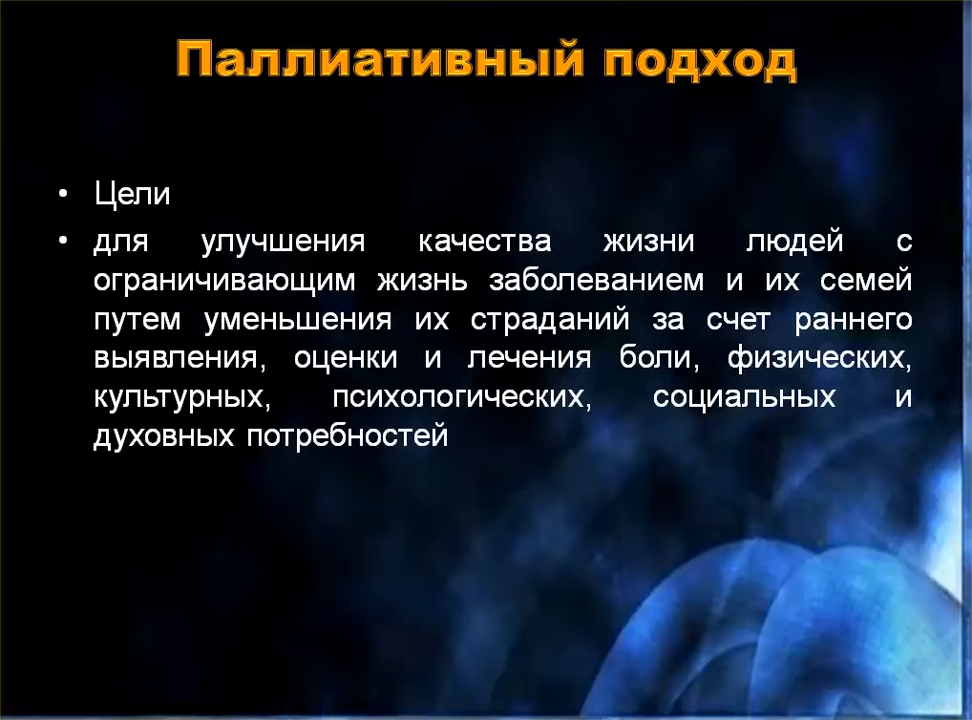 Паллиативный подход
• Цели
• для улучшения качества жизни людей с
ограничивающим жизнь заболеванием и их семей
путем уменьшения их страданий за счет раннего
выявления, оценки и лечения боли, физических,
культурных, психологических, социальных и
духовных потребностей